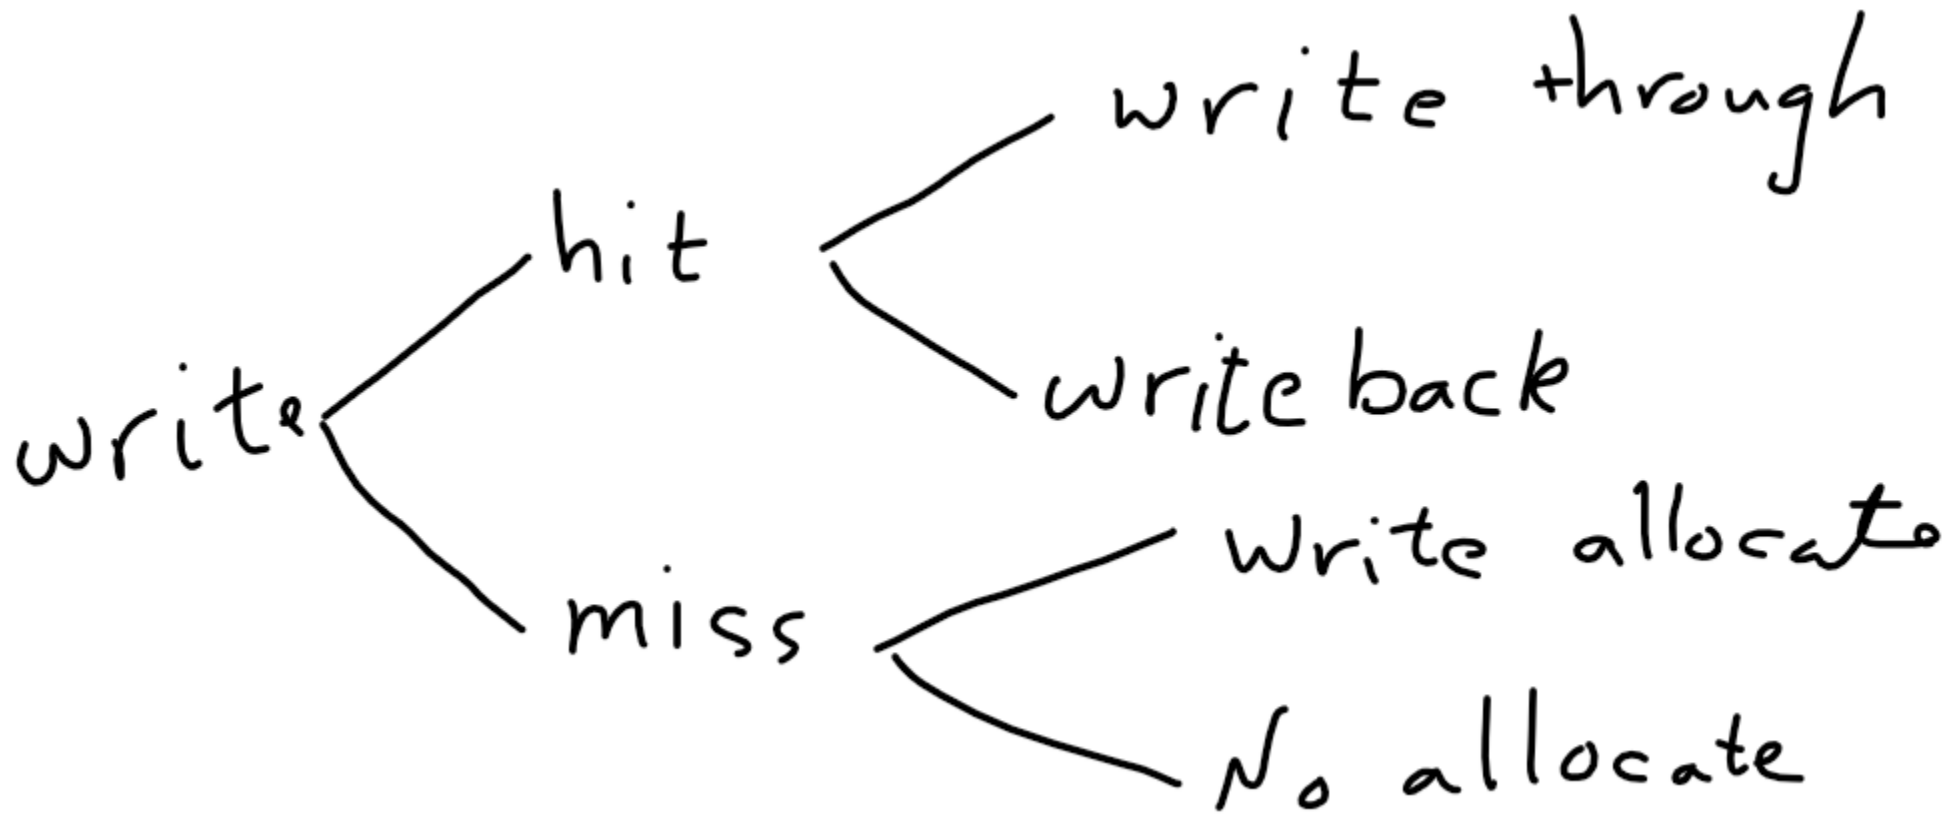 write through
hit
write back
write
write allocate
miss
No allocate